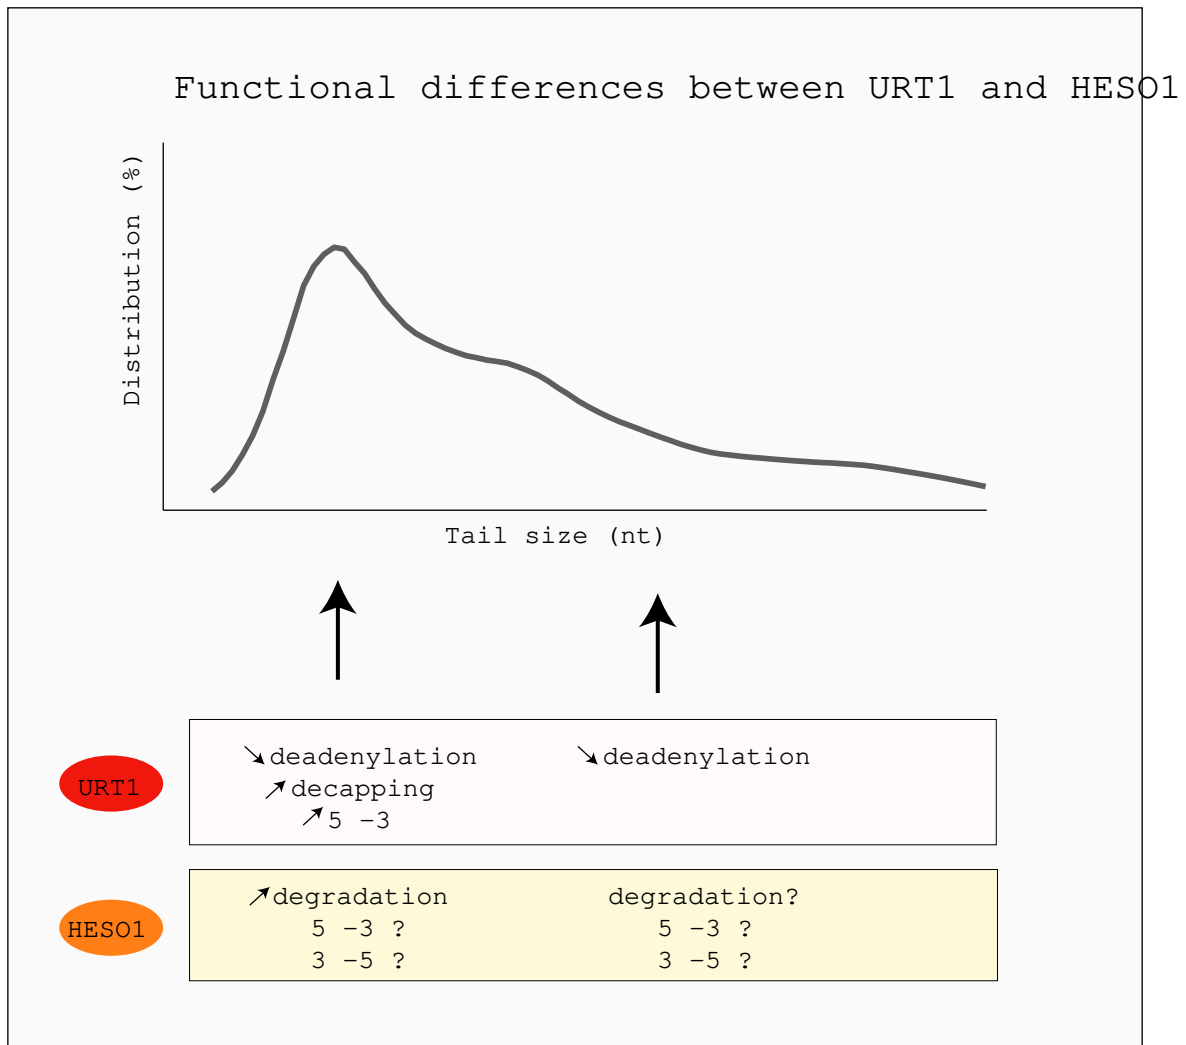 Functional differences between URT1 and HESO1
Distribution (%)
Tail size (nt)
URT1
↘deadenylation ↘deadenylation
↗decapping
↗5 -3
HESO1
↗degradation degradation?
5 -3 ? 5 -3 ?
3 -5 ? 3 -5 ?